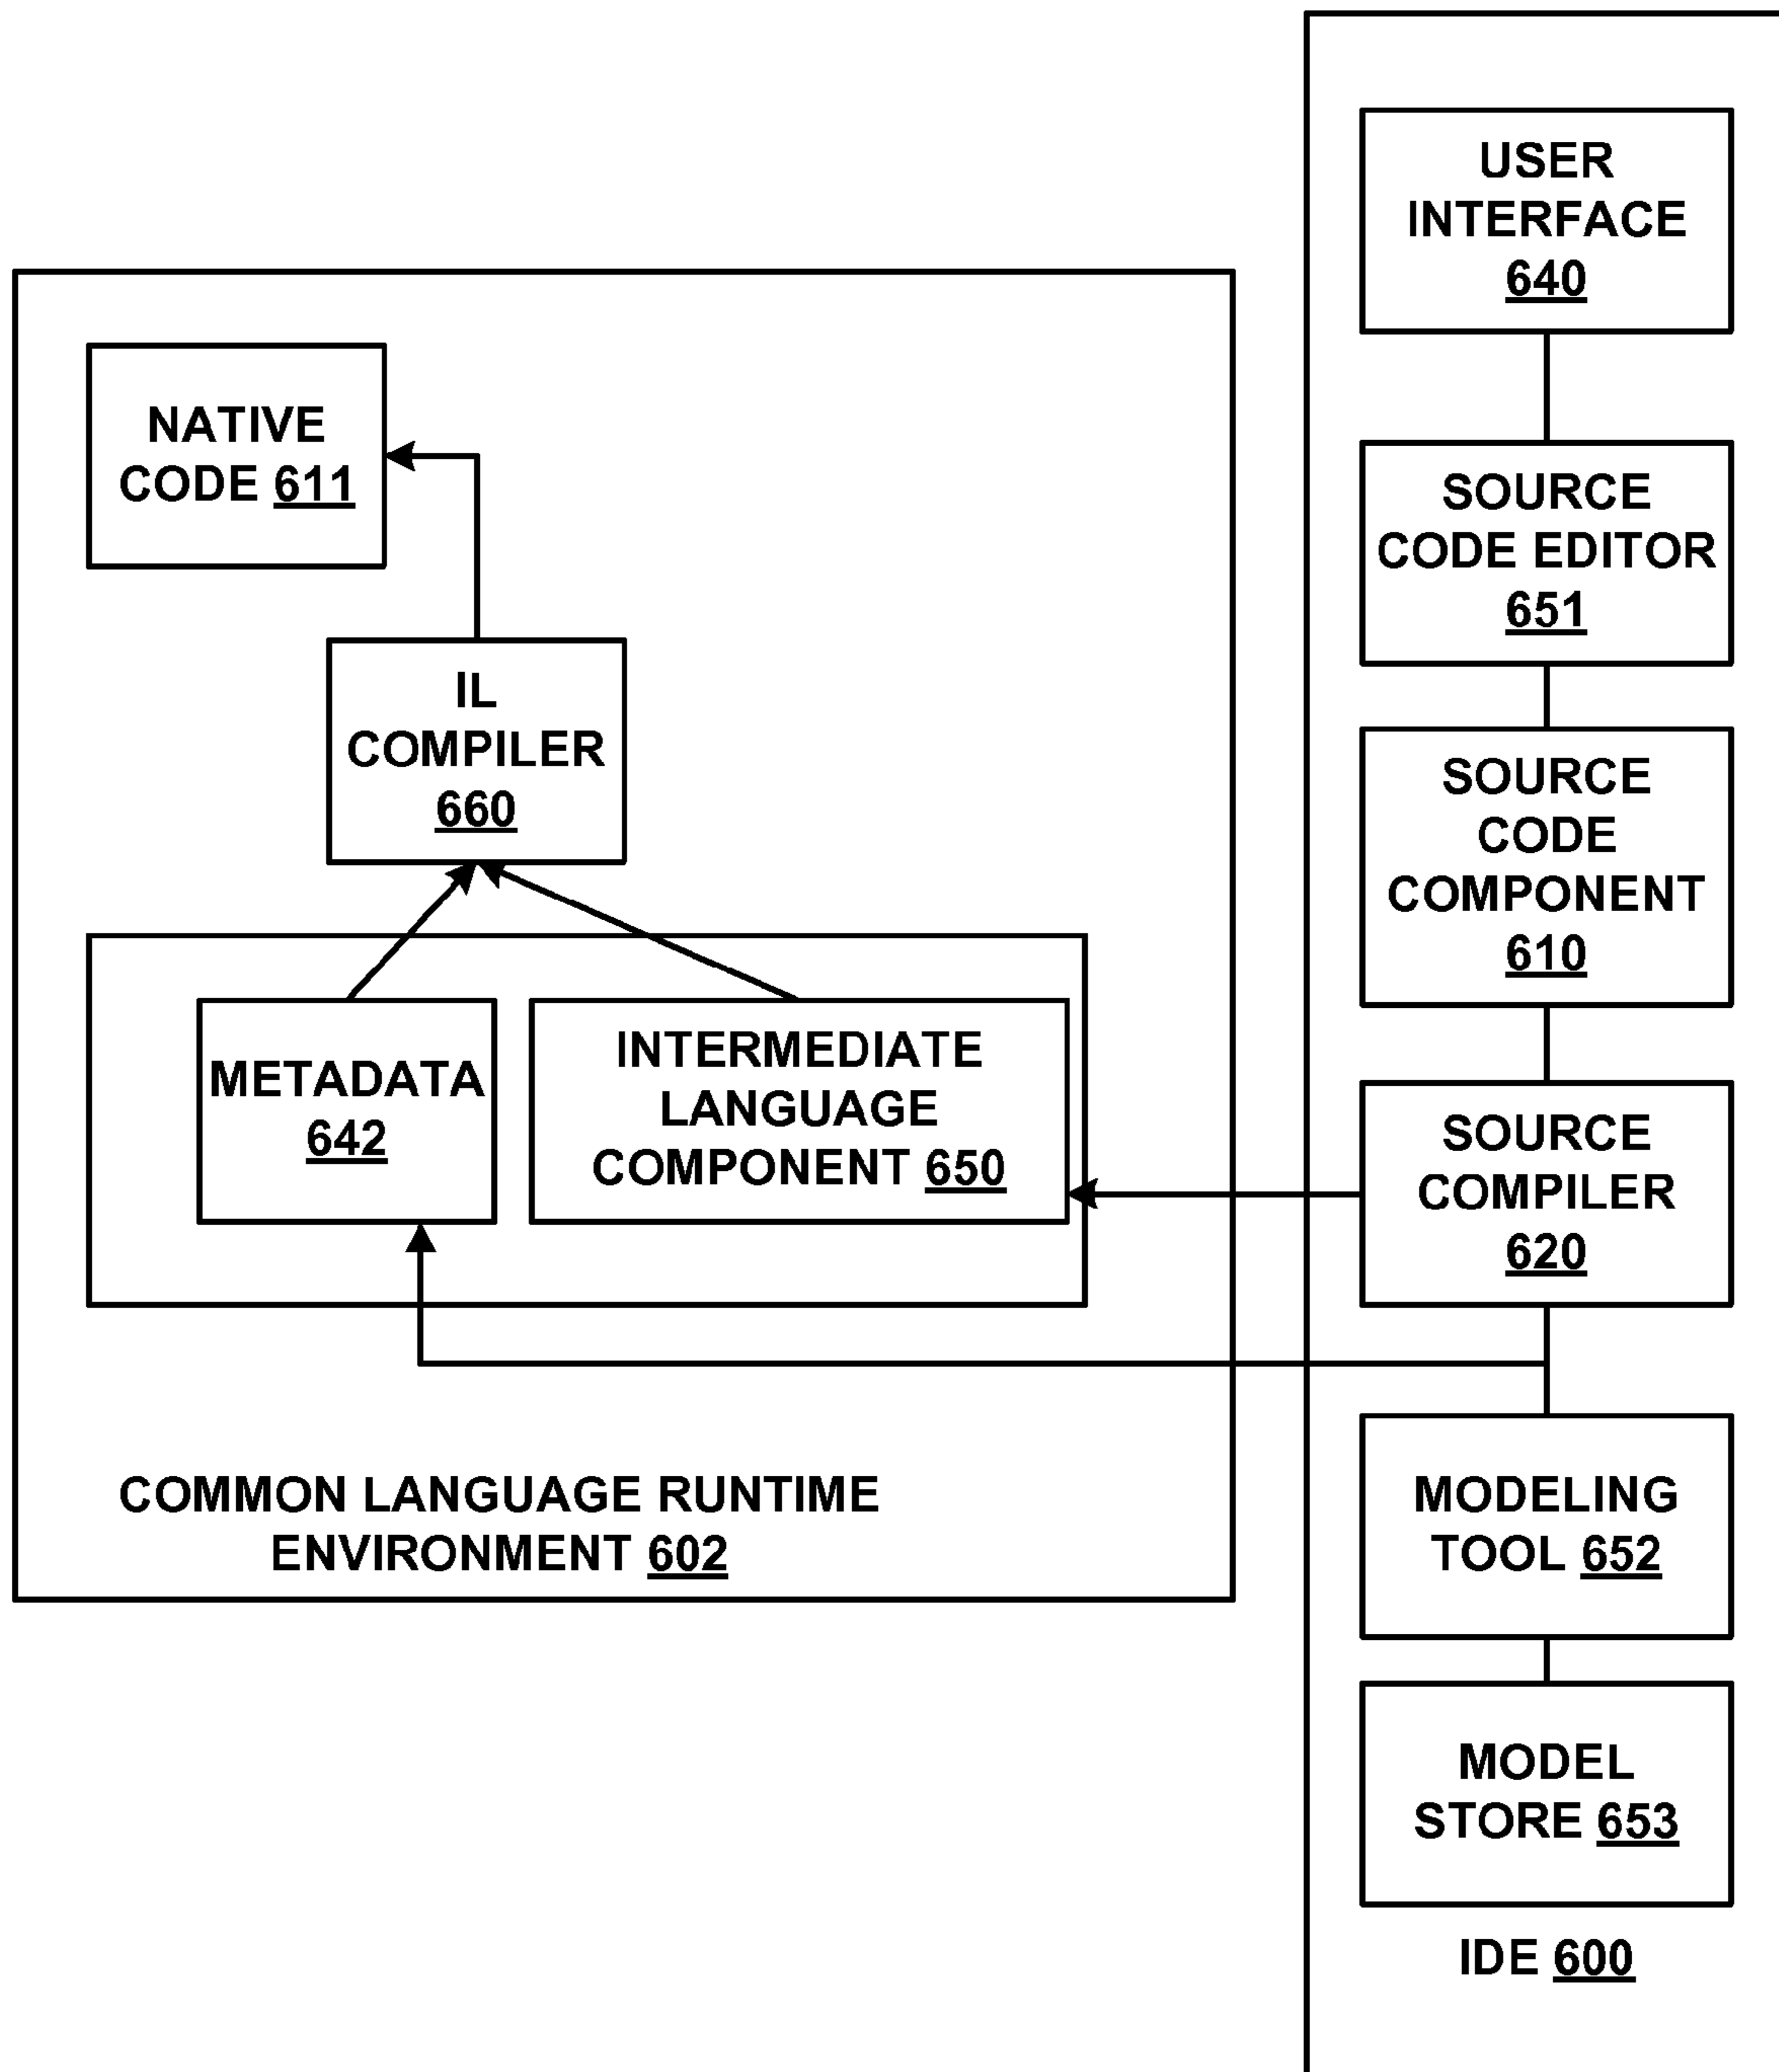 USER
INTERFACE
640
NATIVE
CODE 611
SOURCE
CODE EDITOR
651
IL
COMPILER
660
SOURCE
CODE
COMPONENT
610
METADATA
642
INTERMEDIATE
LANGUAGE
COMPONENT 650
SOURCE
COMPILER
620
COMMON LANGUAGE RUNTIME
ENVIRONMENT 602
MODELING
TOOL 652
MODEL
STORE 653
IDE 600